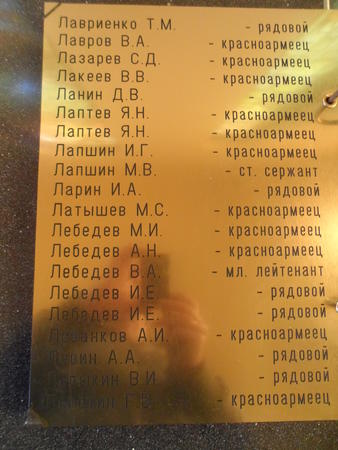 Лавриенко Т.М. - рядовой
Лавров В.А. - красноармеец
Лазарев С.Д. - красноармеец
Лакеев В.В. - красноармеец
Ланин Д.В. - рядовой
Лаптев Я.Н. - красноармеец
Лаптев Я.Н. - красноармеец
Лапшин И.Г. - красноармеец
Лапшин М.В. - ст. сержант
Ларин И.А. - рядовой
Латышев М.С. - красноармеец
Лебедев М.И. - красноармеец
Лебедев А.Н. - красноармеец
Лебедев В.А. - мл. лейтенант
Лебедев И.Е. - рядовой
Лебедев И.Е. - рядовой
А.И. - красноармеец
А.А. - рядовой
В.И. - рядовой
- красноармеец